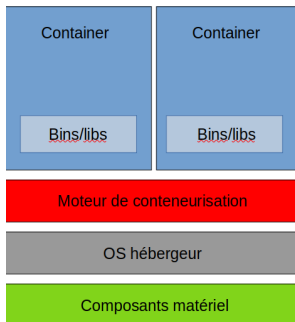 Container
Container
Bins/libs
Bins/libs
Moteur de conteneurisation
OS hébergeur
Composants matériel